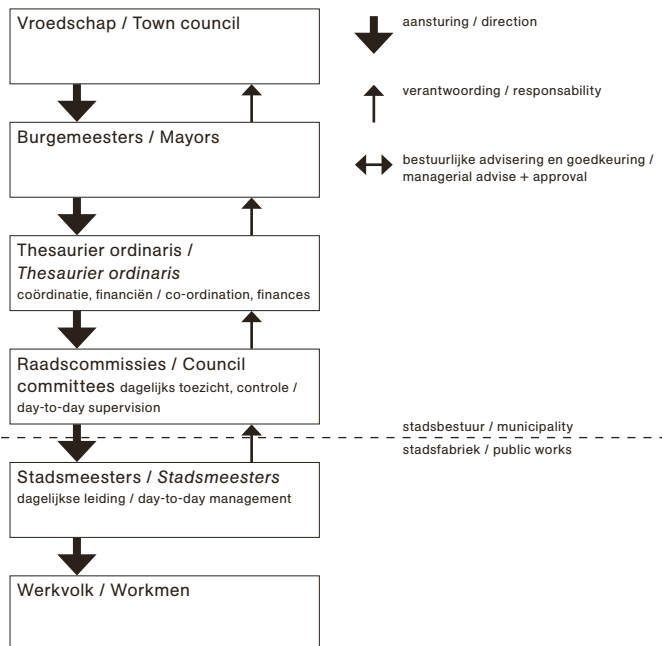 Vroedschap / Town council
Burgemeesters / Mayors
Thesaurier ordinaris /
Thesaurier ordinaris
coördinatie, financiën / co-ordination, finances
Raadscommissies / Council
committees dagelijks toezicht, controle /
day-to-day supervision
Stadsmeesters / Stadsmeesters
dagelijkse leiding / day-to-day management
Werkvolk / Workmen
aansturing / direction
verantwoording / responsability
bestuurlijke advisering en goedkeuring /
managerial advise + approval
stadsbestuur / municipality
stadsfabriek / public works